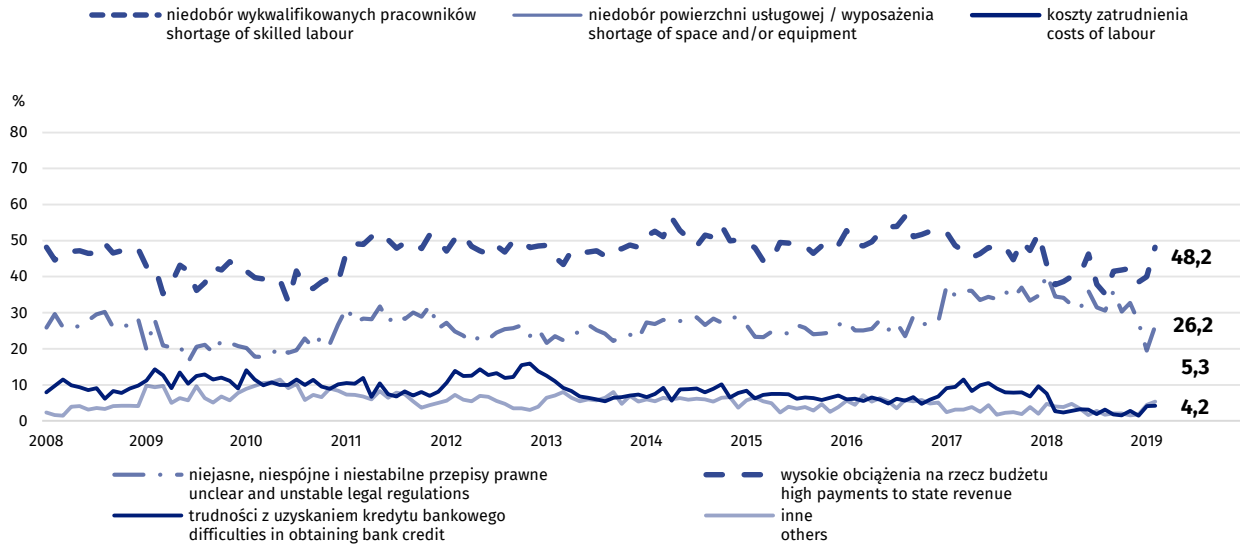 niedobór wykwalifikowanych pracowników
shortage of skilled labour
niedobór powierzchni usługowej / wyposażenia
shortage of space and/or equipment
koszty zatrudnienia
costs of labour
%
80
70
60
50
40
30
20
10
0
48,2
26,2
5,3
4,2
2008 2009 2010 2011 2012 2013 2014 2015 2016 2017 2018 2019
niejasne, niespójne i niestabilne przepisy prawne
unclear and unstable legal regulations
wysokie obciążenia na rzecz budżetu
high payments to state revenue
trudności z uzyskaniem kredytu bankowego
difficulties in obtaining bank credit
inne
others